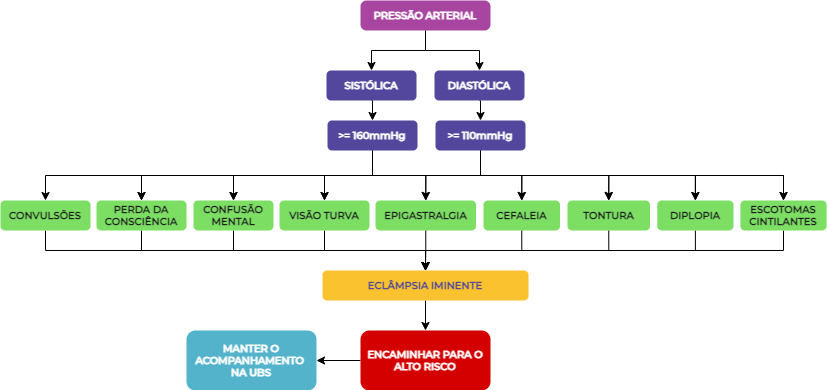 PRESSÃO ARTERIAL
SISTÓLICA
DIASTÓLICA
>= 160mmHg
>= 110mmHg
CONVULSÕES
PERDA DA
CONSCIÊNCIA
CONFUSÃO
MENTAL
VISÃO TURVA
EPIGASTRALGIA
CEFALEIA
TONTURA
DIPLOPIA
ESCOTOMAS
CINTILANTES
ECLÂMPSIA IMINENTE
MANTER O
ACOMPANHAMENTO
NA UBS
ENCAMINHAR PARA O
ALTO RISCO